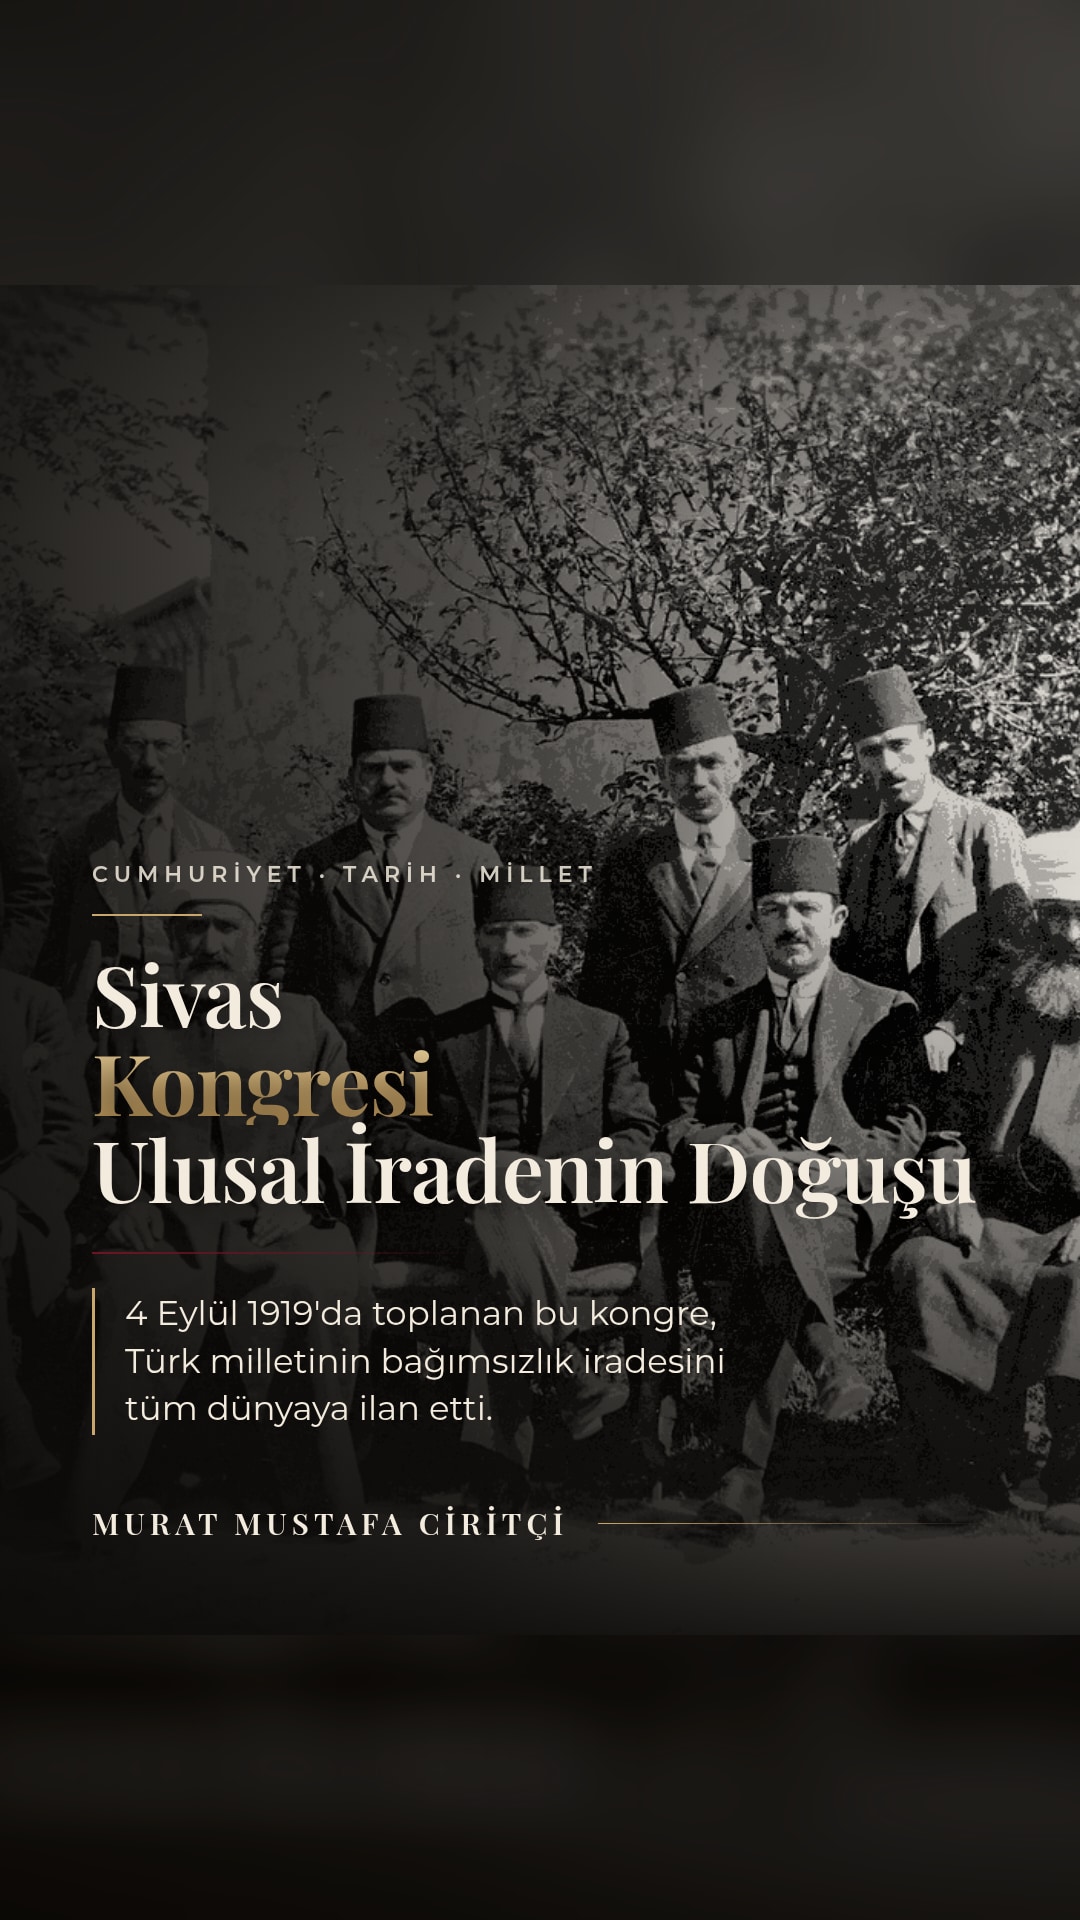 CUMHURİYET · TARİH · MİLLET
Sivas
Kongresi
Ulusal İradenin Doğuşu
4 Eylül 1919'da toplanan bu kongre,
Türk milletinin bağımsızlık iradesini
tüm dünyaya ilan etti.
MURAT MUSTAFA CİRİTÇİ